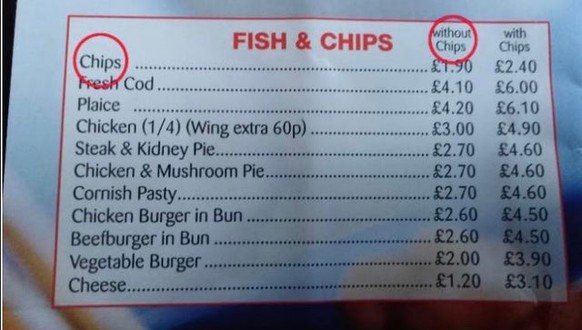 FISH & CHIPS without Chips with Chips
Chips £1.90 £2.40
Fresh Cod £4.10 £6.00
Plaice £4.20 £6.10
Chicken (1/4) (Wing extra 60p) £3.00 £4.90
Steak & Kidney Pie £2.70 £4.60
Chicken & Mushroom Pie £2.70 £4.60
Cornish Pasty £2.70 £4.60
Chicken Burger in Bun £2.60 £4.50
Beefburger in Bun £2.60 £4.50
Vegetable Burger £2.00 £3.90
Cheese £1.20 £3.10